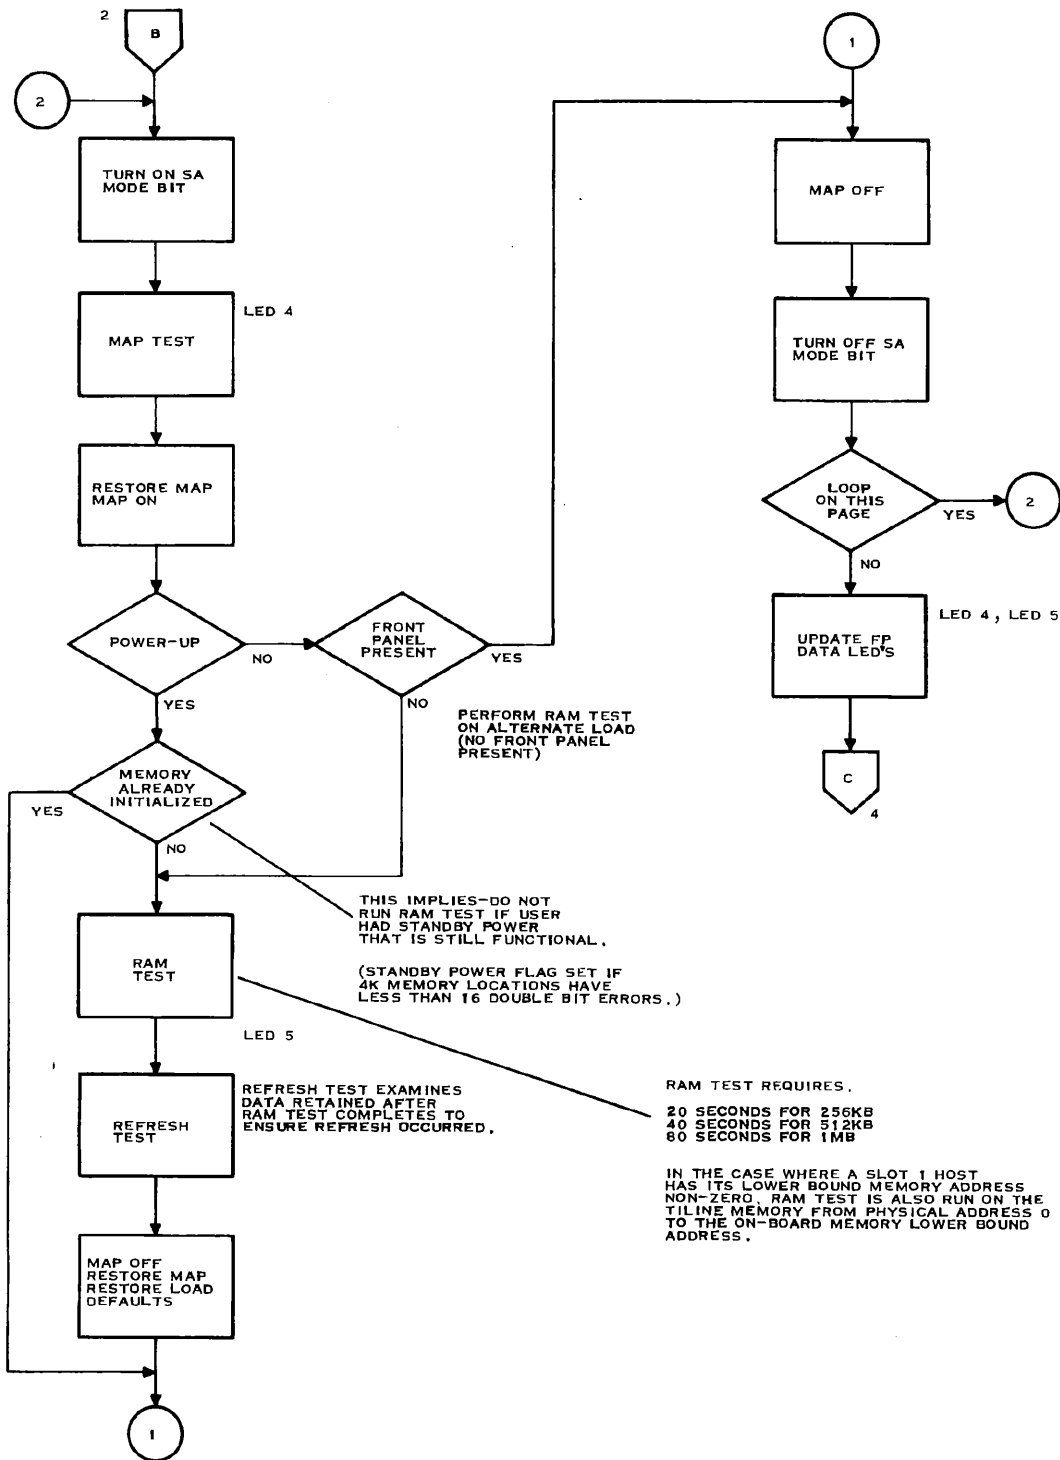 2
B
2
TURN ON SA
MODE BIT
MAP TEST
LED 4
RESTORE MAP
MAP ON
POWER-UP
NO
YES
FRONT
PANEL
PRESENT
YES
NO
PERFORM RAM TEST
ON ALTERNATE LOAD
(NO FRONT PANEL
PRESENT)
MEMORY
ALREADY
INITIALIZED
YES
NO
THIS IMPLIES-DO NOT
RUN RAM TEST IF USER
HAD STANDBY POWER
THAT IS STILL FUNCTIONAL.
(STANDBY POWER FLAG SET IF
4K MEMORY LOCATIONS HAVE
LESS THAN 16 DOUBLE BIT ERRORS.)
RAM
TEST
LED 5
REFRESH
TEST
REFRESH TEST EXAMINES
DATA RETAINED AFTER
RAM TEST COMPLETES TO
ENSURE REFRESH OCCURRED.
MAP OFF
RESTORE MAP
RESTORE LOAD
DEFAULTS
1
1
MAP OFF
TURN OFF SA
MODE BIT
LOOP
ON THIS
PAGE
YES
2
NO
UPDATE FP
DATA LED'S
LED 4, LED 5
C
4
RAM TEST REQUIRES.
20 SECONDS FOR 256KB
40 SECONDS FOR 512KB
80 SECONDS FOR 1MB
IN THE CASE WHERE A SLOT 1 HOST
HAS ITS LOWER BOUND MEMORY ADDRESS
NON-ZERO, RAM TEST IS ALSO RUN ON THE
TILINE MEMORY FROM PHYSICAL ADDRESS 0
TO THE ON-BOARD MEMORY LOWER BOUND
ADDRESS.